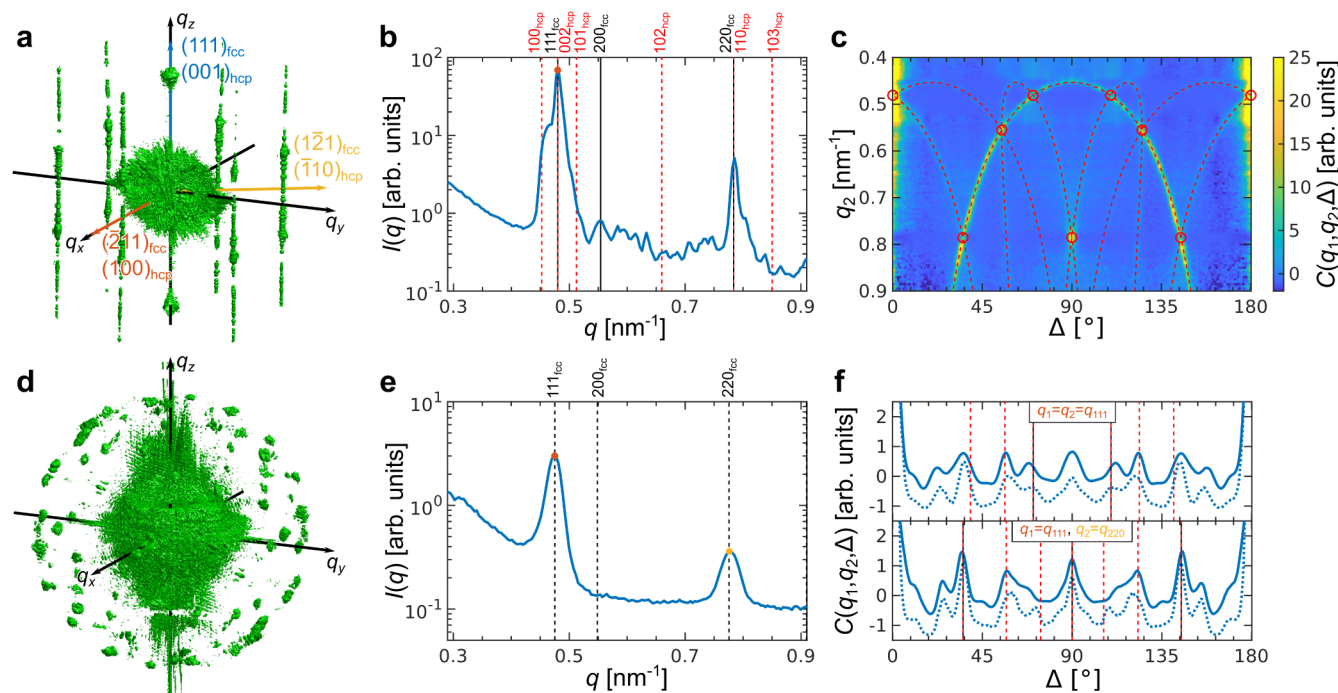 a
q_z
(111)_fcc
(001)_hcp
(12̄1)_fcc
(1̄10)_hcp
q_y
q_x
(2̄11)_fcc
(100)_hcp
b
100_hcp
111_fcc
002_hcp
101_hcp
200_fcc
102_hcp
220_fcc
110_hcp
103_hcp
I(q) [arb. units]
10^2
10^1
10^0
10^-1
0.3 0.5 0.7 0.9
q [nm^-1]
c
q_2 [nm^-1]
0.4
0.5
0.6
0.7
0.8
0.9
0 45 90 135 180
Δ [°]
25
20
15
10
5
0
C(q_1,q_2,Δ) [arb. units]
d
q_z
q_y
q_x
e
111_fcc
200_fcc
220_fcc
I(q) [arb. units]
10^1
10^0
10^-1
0.3 0.5 0.7 0.9
q [nm^-1]
f
C(q_1,q_2,Δ) [arb. units]
2
1
0
-1
q_1=q_2=q_111
2
1
0
-1
q_1=q_111, q_2=q_220
0 45 90 135 180
Δ [°]